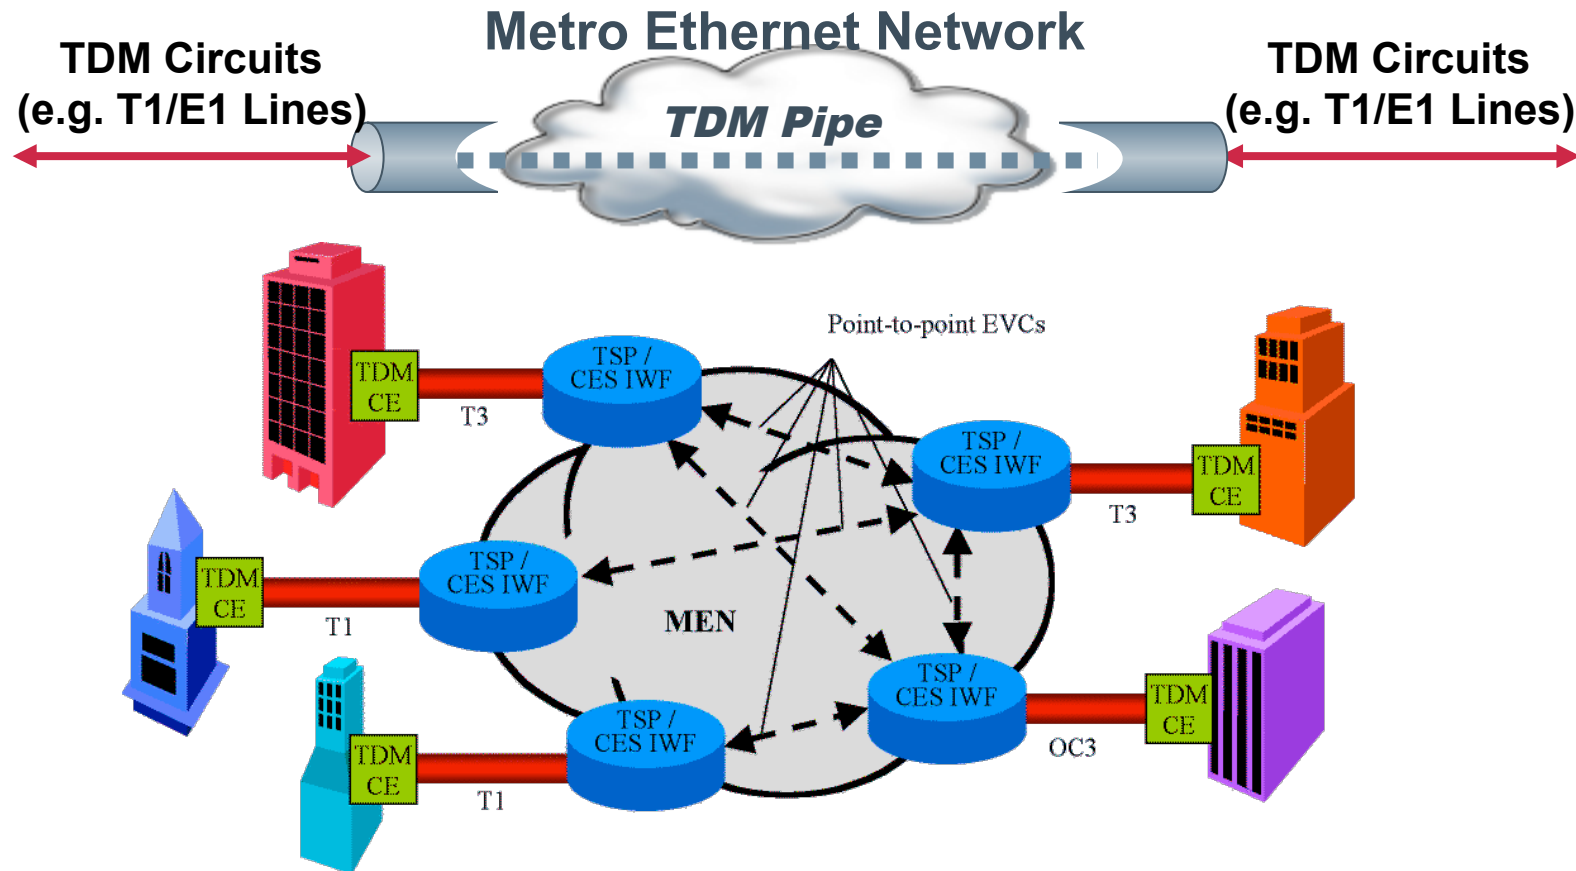 Metro Ethernet Network
TDM Circuits
(e.g. T1/E1 Lines)
TDM Pipe
TDM Circuits
(e.g. T1/E1 Lines)
Point-to-point EVCs
TDM
CE
T3
TSP /
CES IWF
TSP /
CES IWF
T3
TDM
CE
TDM
CE
T1
TSP /
CES IWF
MEN
TSP /
CES IWF
OC3
TDM
CE
TDM
CE
T1
TSP /
CES IWF